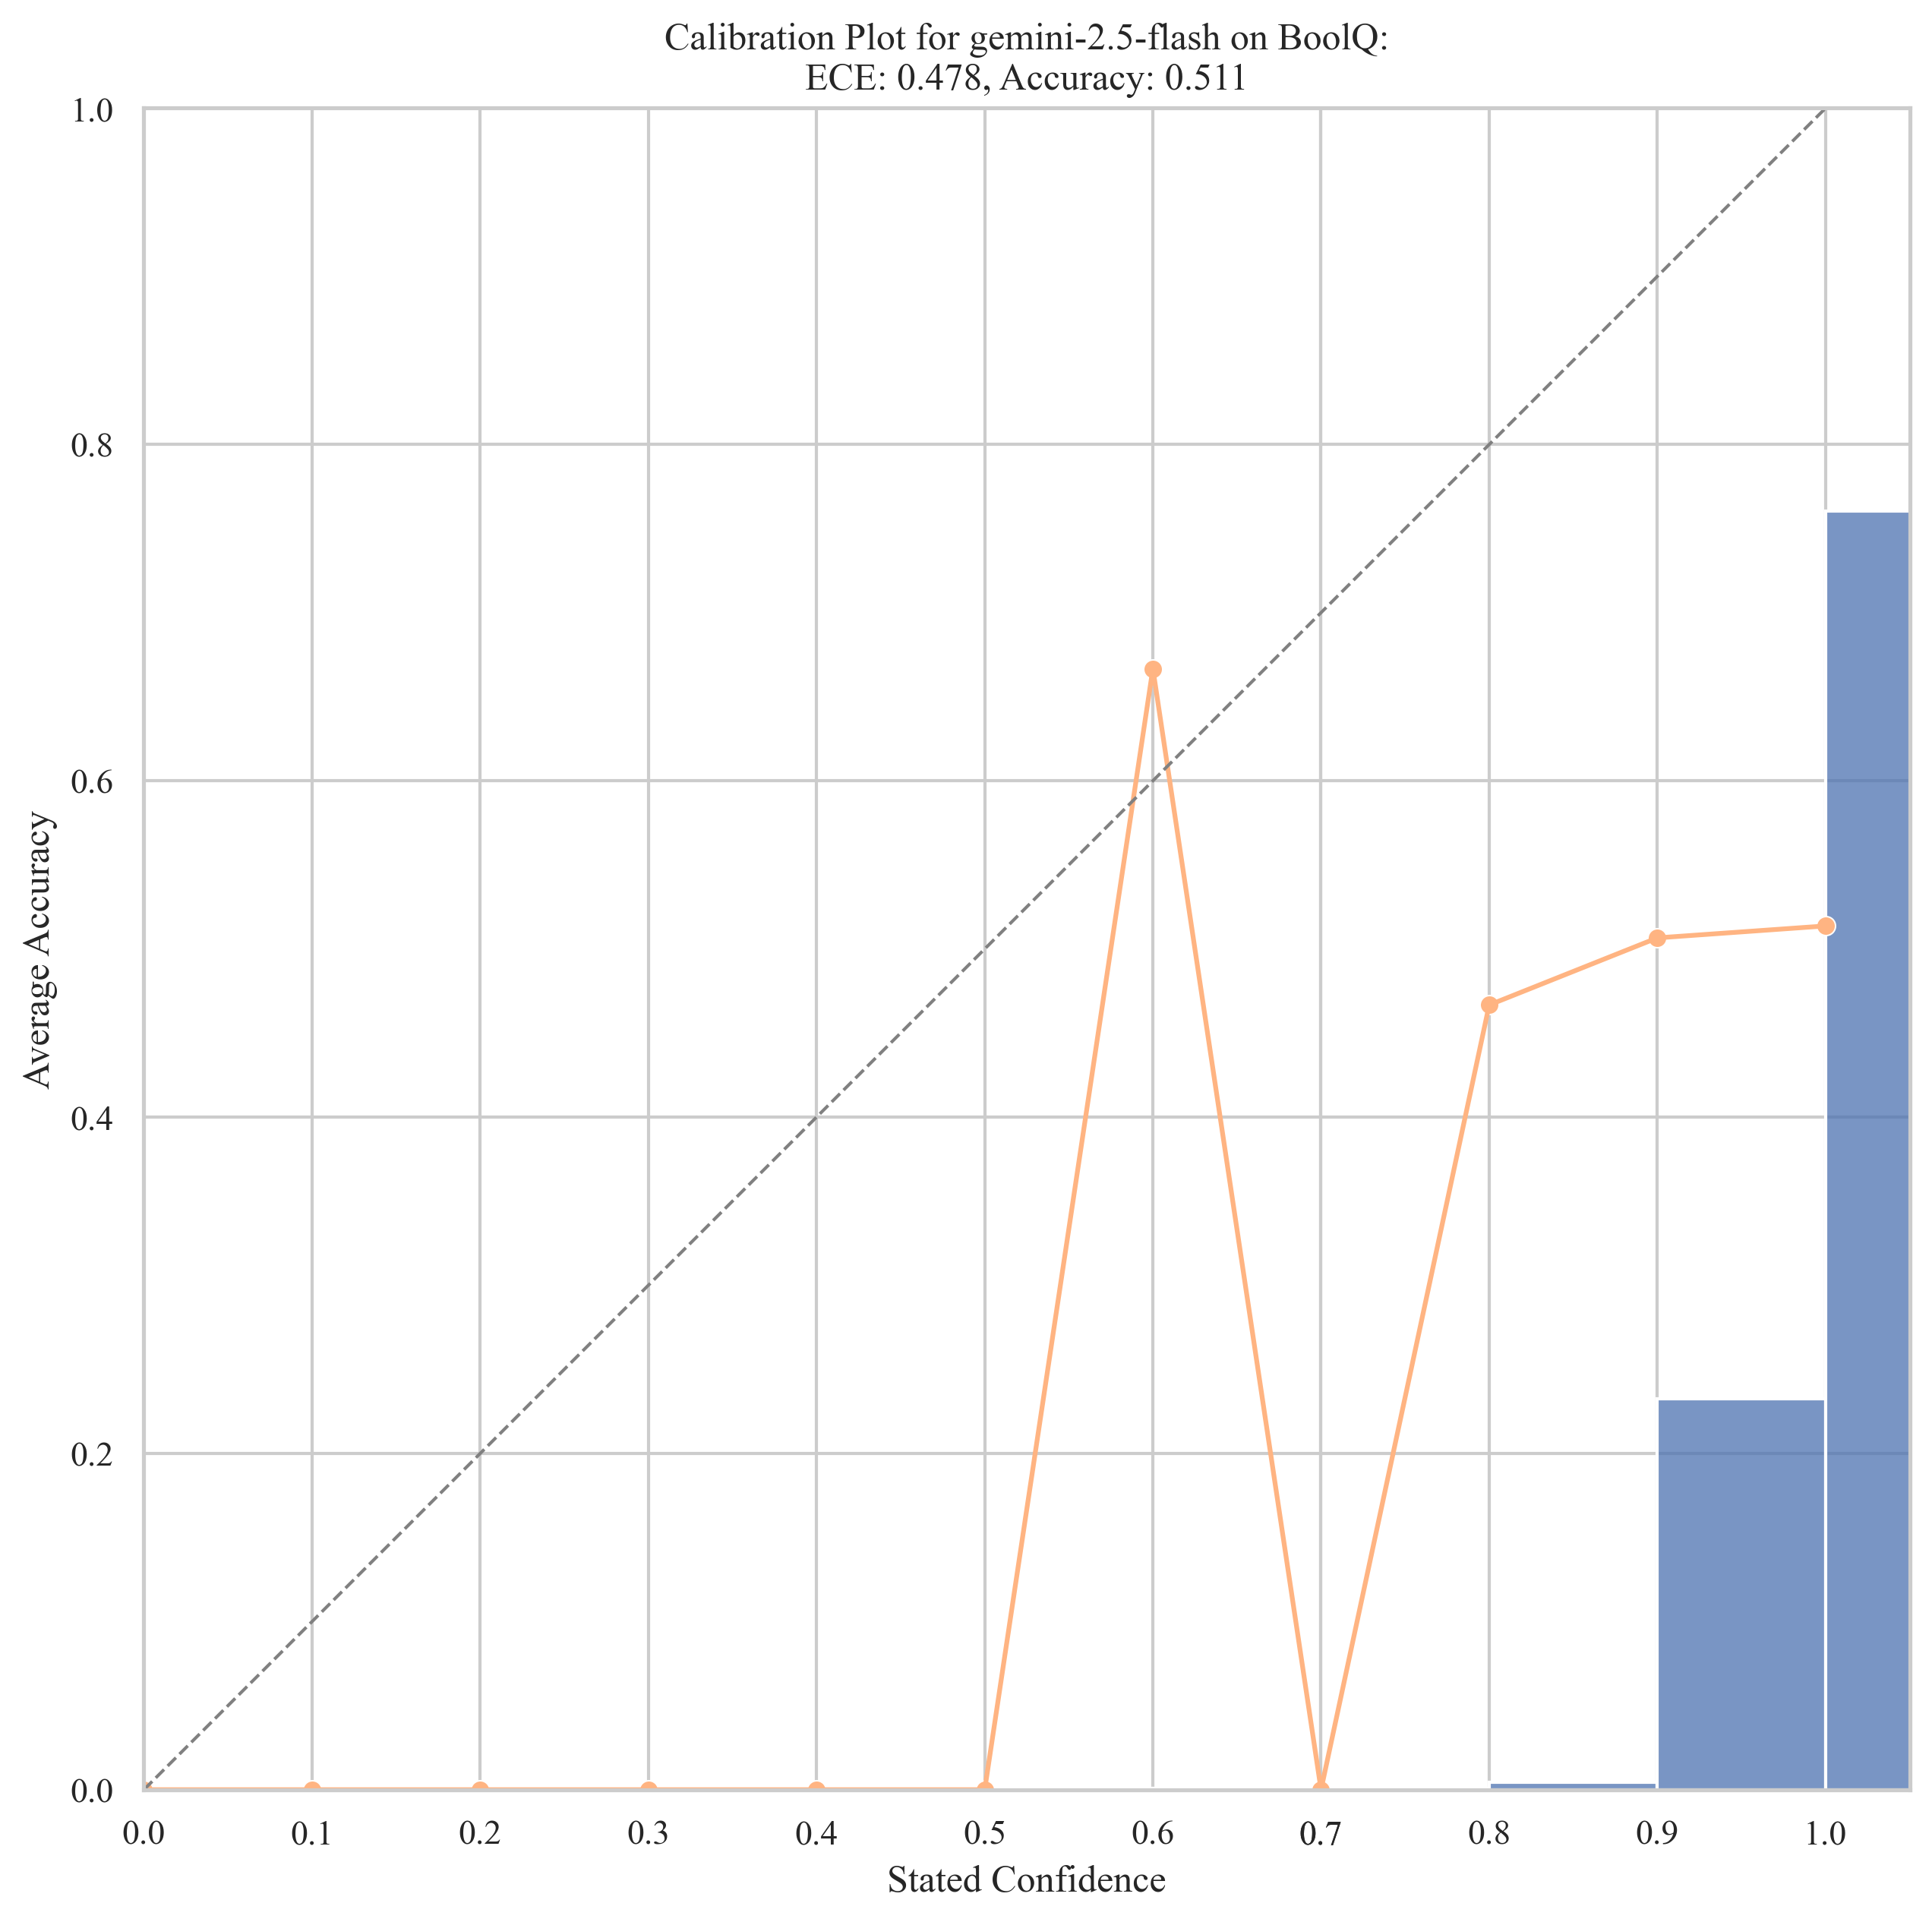 Calibration Plot for gemini-2.5-flash on BoolQ:
ECE: 0.478, Accuracy: 0.511
1.0
0.8
0.6
0.4
0.2
0.0
Average Accuracy
0.0 0.1 0.2 0.3 0.4 0.5 0.6 0.7 0.8 0.9 1.0
Stated Confidence